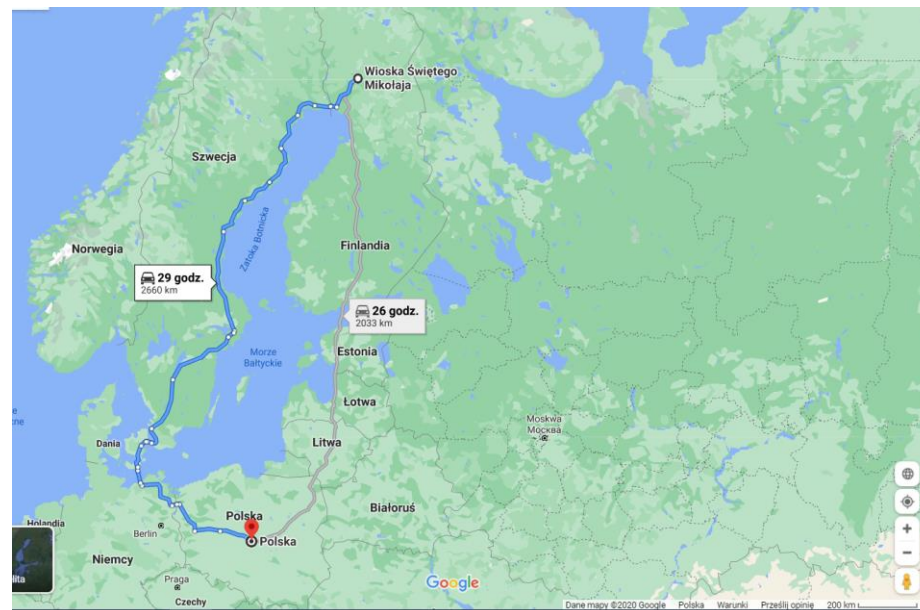 Wioska Świętego
Mikołaja
Szwecja
Norwegia
Zatoka Botnicka
Finlandia
29 godz.
2660 km
26 godz.
2033 km
Morze
Bałtyckie
Estonia
Łotwa
Moskwa
Москва
Dania
Litwa
Białoruś
Holandia
Berlin
Polska
Polska
Niemcy
Praga
Czechy
Google
Dane mapy ©2020 Google Polska Warunki Prześlij opinię 200 km